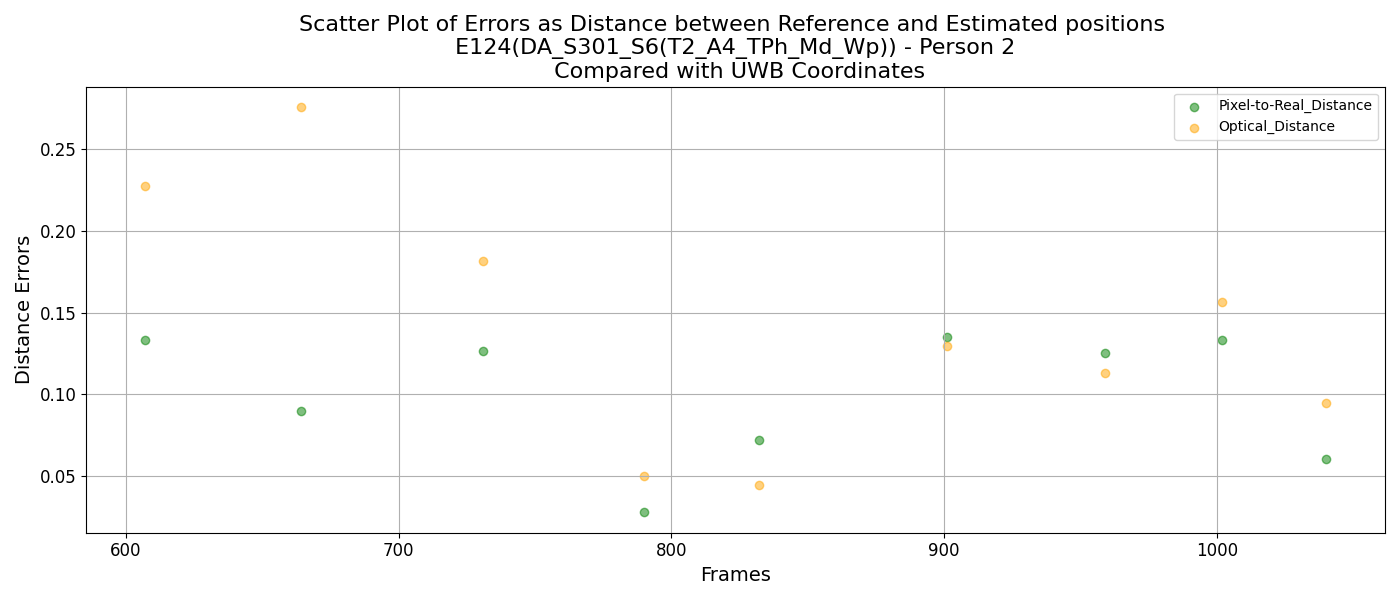 Scatter Plot of Errors as Distance between Reference and Estimated positions
E124(DA_S301_S6(T2_A4_TPh_Md_Wp)) - Person 2
Compared with UWB Coordinates
Pixel-to-Real_Distance
Optical_Distance
Distance Errors
0.25
0.20
0.15
0.10
0.05
600 700 800 900 1000
Frames